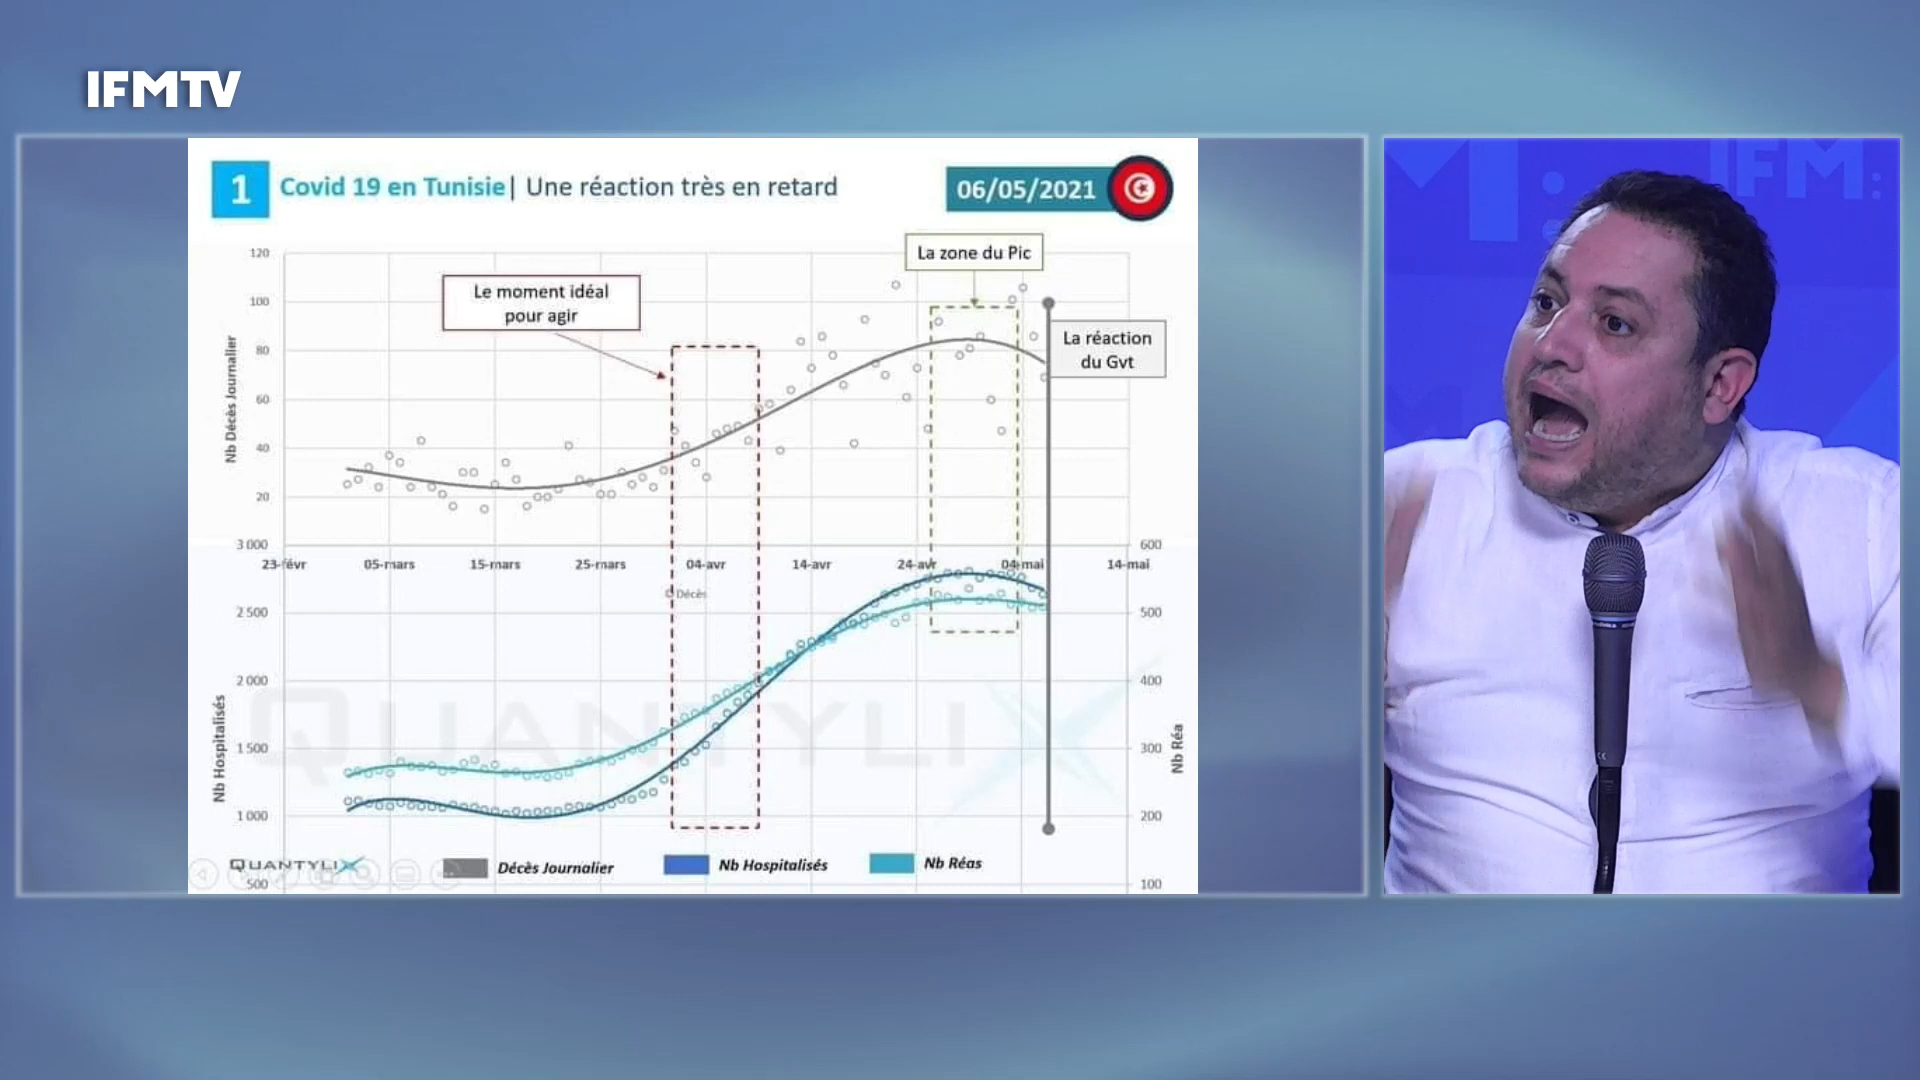 IFMTV
1
Covid 19 en Tunisie| Une réaction très en retard
06/05/2021
La zone du Pic
Le moment idéal
pour agir
La réaction
du Gvt
120
100
80
60
40
20
Nb Décès Journalier
3 000
600
23-févr
05-mars
15-mars
25-mars
04-avr
14-avr
24-avr
04-mai
14-mai
Décès
2 500
500
2 000
400
1 500
300
1 000
200
500
100
Nb Hospitalisés
Nb Réa
QUANTYLIX
QUANTYLIX
Décès Journalier
Nb Hospitalisés
Nb Réas
IFM